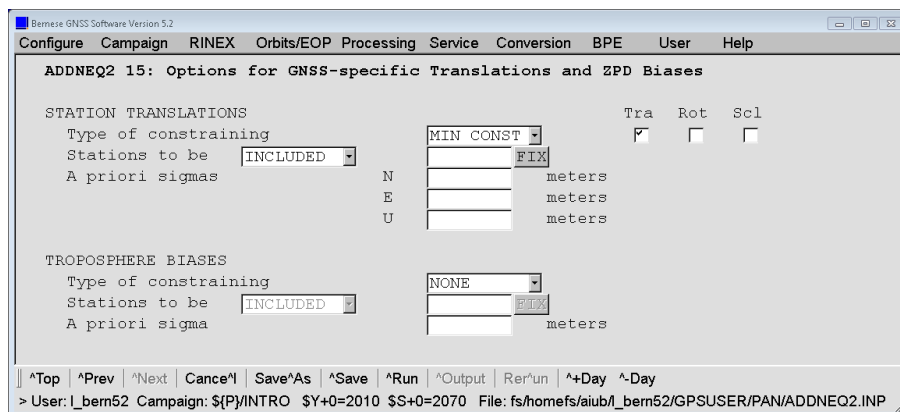 Bernese GNSS Software Version 5.2
Configure Campaign RINEX Orbits/EOP Processing Service Conversion BPE User Help
ADDNEQ2 15: Options for GNSS-specific Translations and ZPD Biases
STATION TRANSLATIONS Tra Rot Scl
Type of constraining MIN CONST
Stations to be INCLUDED FIX
A priori sigmas N meters
E meters
U meters
TROPOSPHERE BIASES
Type of constraining NONE
Stations to be INCLUDED FIX
A priori sigma meters
^Top ^Prev ^Next Cance^l Save^As ^Save ^Run ^Output Rer^un ^+Day ^-Day
> User: l_bern52 Campaign: ${P}/INTRO $Y+0=2010 $S+0=2070 File: fs/homefs/aiub/l_bern52/GPSUSER/PAN/ADDNEQ2.INP